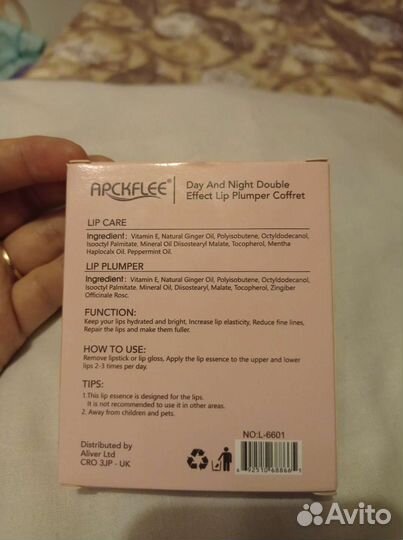 APCKFLEE®
Day And Night Double
Effect Lip Plumper Coffret
LIP CARE
Ingredient: Vitamin E, Natural Ginger Oil, Polyisobutene, Octyldodecanol,
Isooctyl Palmitate, Mineral Oil Diisostearyl Malate, Tocopherol, Mentha
Haplocalx Oil, Peppermint Oil.
LIP PLUMPER
Ingredient: Vitamin E, Natural Ginger Oil, Polyisobutene, Octyldodecanol,
Isooctyl Palmitate, Mineral Oil, Diisostearyl, Malate, Tocopherol, Zingiber
Officinale Rosc.
FUNCTION:
Keep your lips hydrated and bright, Increase lip elasticity, Reduce fine lines,
Repair the lips and make them fuller.
HOW TO USE:
Remove lipstick or lip gloss, Apply the lip essence to the upper and lower
lips 2-3 times per day.
TIPS:
1.This lip essence is designed for the lips.
It is not recommended to use it in other areas.
2. Away from children and pets.
NO:L-6601
Distributed by
Aliver Ltd
CRO 3JP - UK
Avito